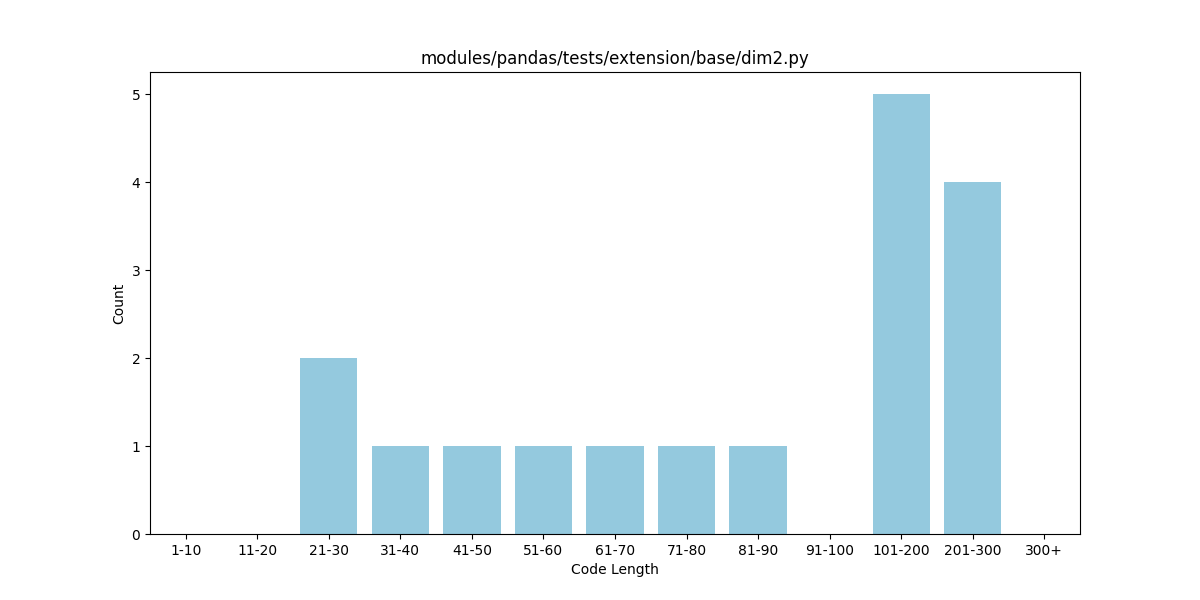 modules/pandas/tests/extension/base/dim2.py
Count
5
4
3
2
1
0
1-10 11-20 21-30 31-40 41-50 51-60 61-70 71-80 81-90 91-100 101-200 201-300 300+
Code Length